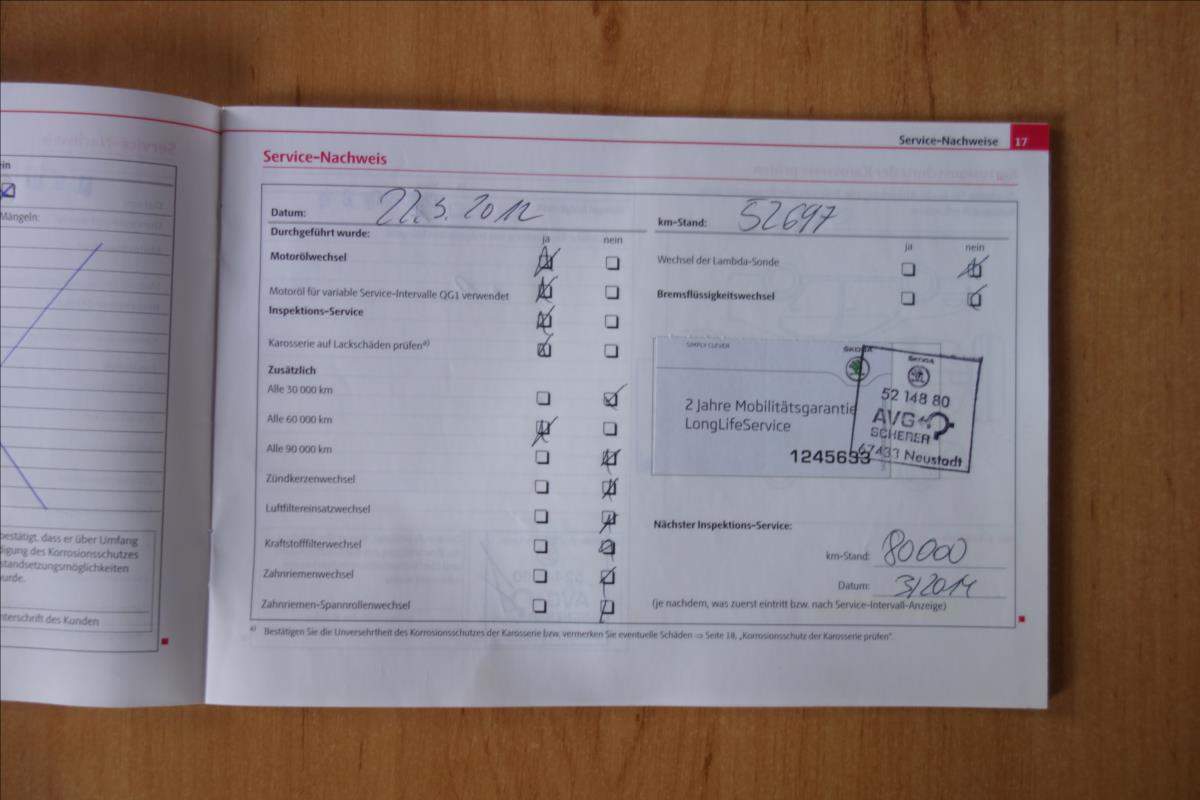 Service-Nachweise 17
Service-Nachweis
Datum: 22.3.2012
km-Stand: 52697
Durchgeführt wurde:
ja nein
Motorölwechsel
Motoröl für variable Service-Intervalle QG1 verwendet
Inspektions-Service
Karosserie auf Lackschäden prüfen a)
Zusätzlich
Alle 30 000 km
Alle 60 000 km
Alle 90 000 km
Zündkerzenwechsel
Luftfiltereinsatzwechsel
Kraftstofffilterwechsel
Zahnriemenwechsel
Zahnriemen-Spannrollenwechsel
ja nein
Wechsel der Lambda-Sonde
Bremsflüssigkeitswechsel
SIMPLY CLEVER
ŠKODA
2 Jahre Mobilitätsgarantie
LongLifeService
1245633
ŠKODA
52 148 80
AVG
SCHERER
67433 Neustadt
Nächster Inspektions-Service:
km-Stand: 80000
Datum: 3/2014
(je nachdem, was zuerst eintritt bzw. nach Service-Intervall-Anzeige)
a) Bestätigen Sie die Unversehrtheit des Korrosionsschutzes der Karosserie bzw. vermerken Sie eventuelle Schäden ⇒ Seite 18, „Korrosionsschutz der Karosserie prüfen".
ein
Mängeln:
bestätigt, dass er über Umfang
digung des Korrosionsschutzes
standsetzungsmöglichkeiten
wurde.
nterschrift des Kunden